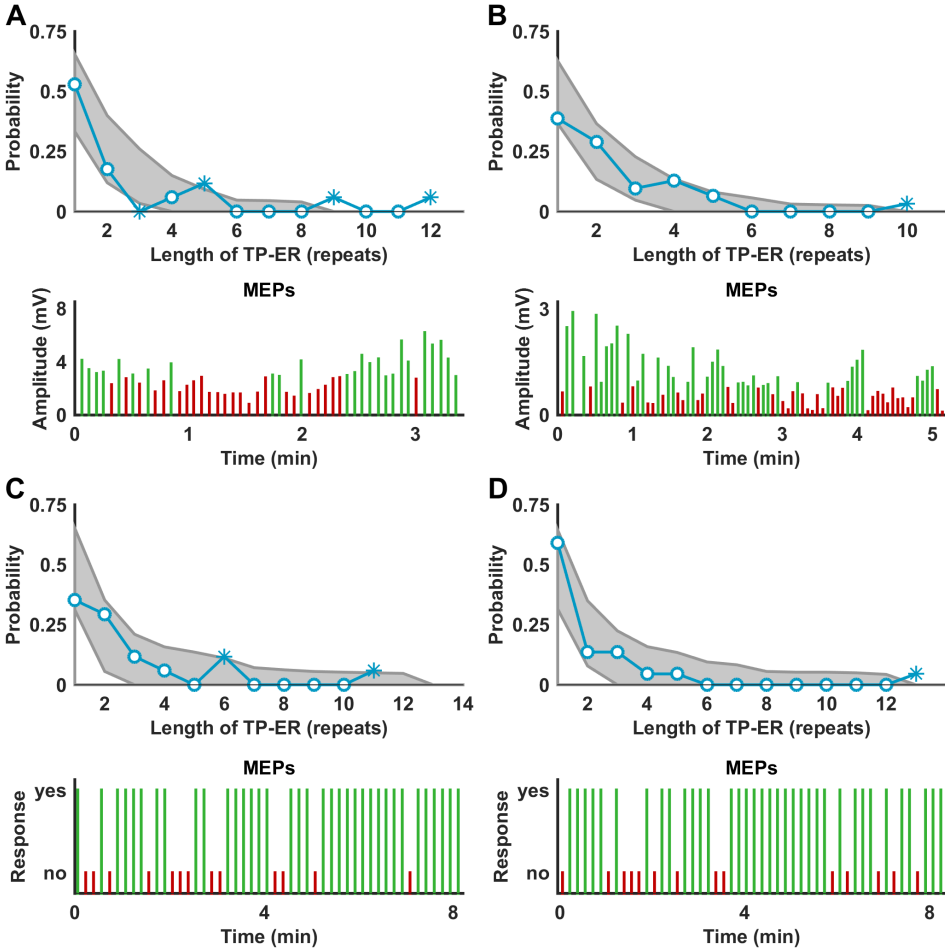 A
Probability
0.75
0.5
0.25
0
2 4 6 8 10 12
Length of TP-ER (repeats)
MEPs
Amplitude (mV)
8
4
0
0 1 2 3
Time (min)
B
Probability
0.75
0.5
0.25
0
2 4 6 8 10
Length of TP-ER (repeats)
MEPs
Amplitude (mV)
3
0
0 1 2 3 4 5
Time (min)
C
Probability
0.75
0.5
0.25
0
2 4 6 8 10 12 14
Length of TP-ER (repeats)
MEPs
Response
yes
no
0 4 8
Time (min)
D
Probability
0.75
0.5
0.25
0
2 4 6 8 10 12
Length of TP-ER (repeats)
MEPs
Response
yes
no
0 4 8
Time (min)